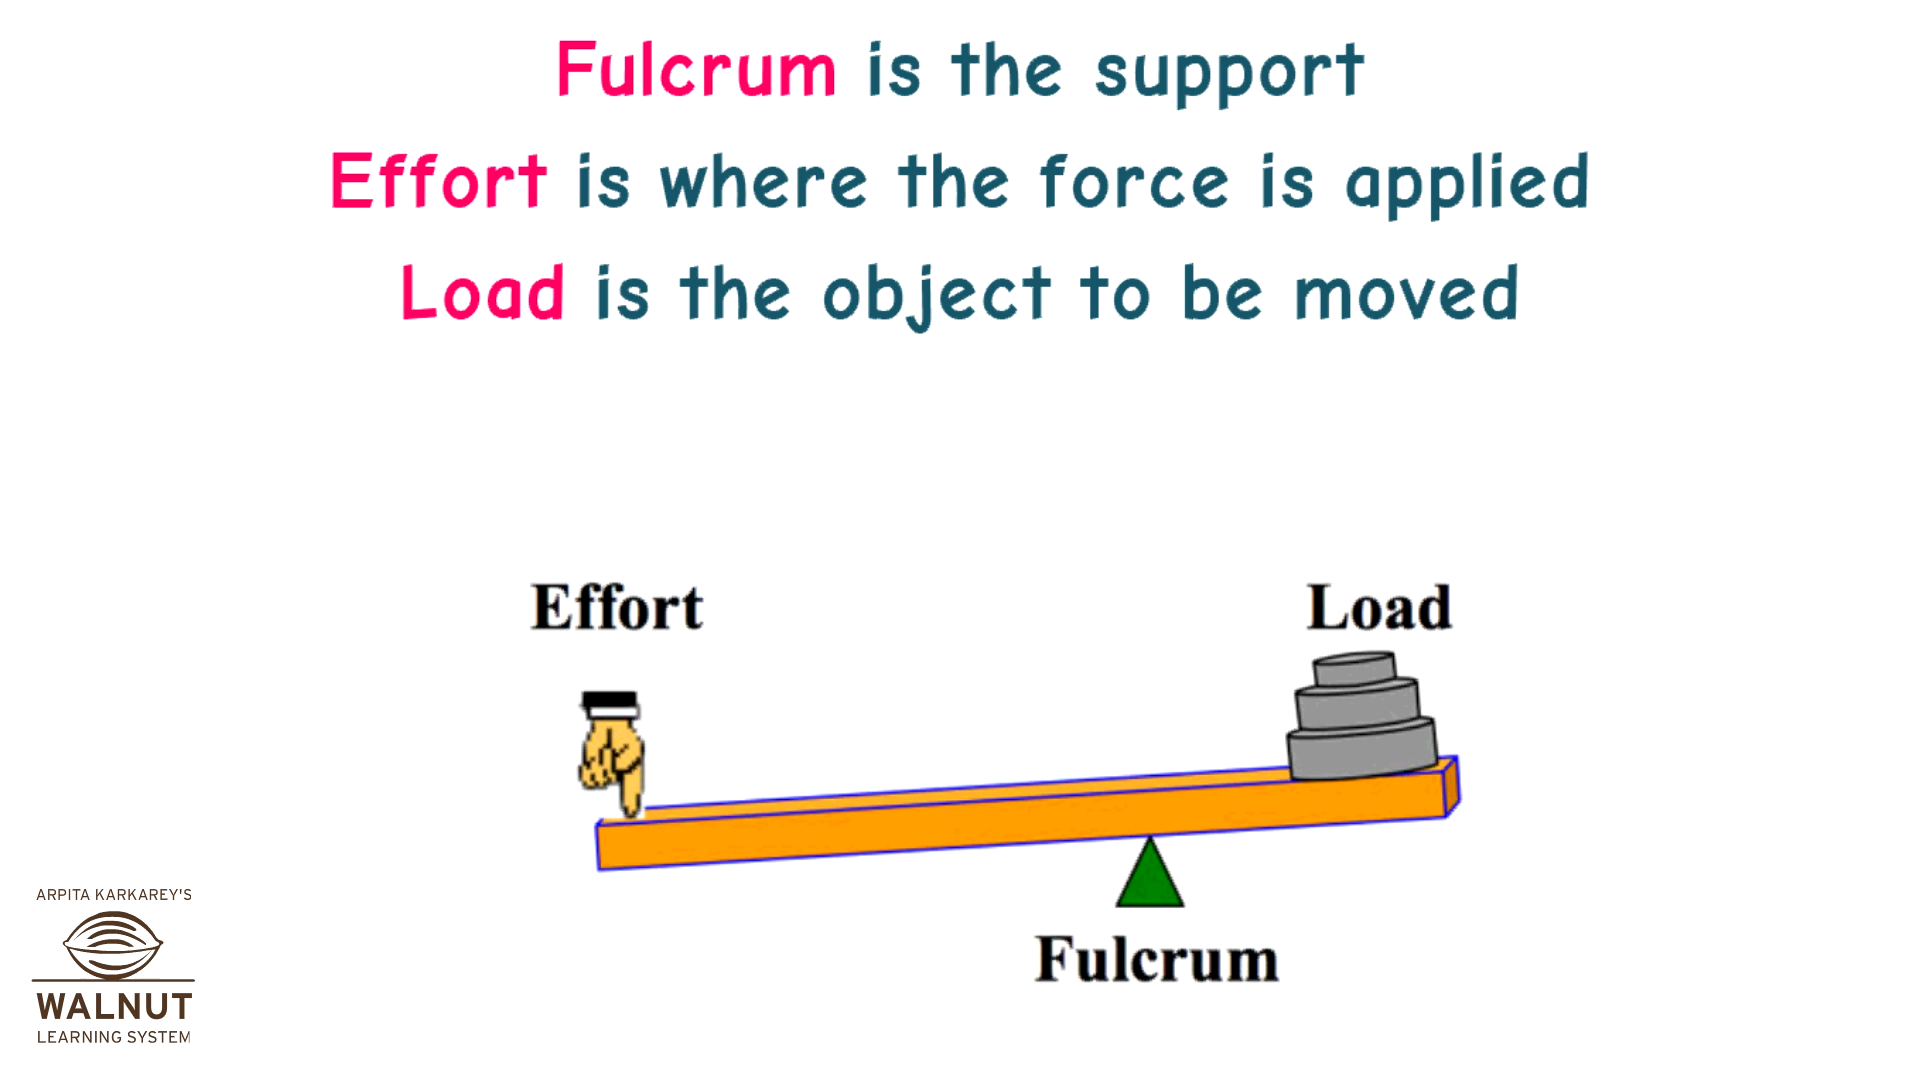 Fulcrum is the support
Effort is where the force is applied
Load is the object to be moved
Effort
Load
Fulcrum
ARPITA KARKAREY'S
WALNUT
LEARNING SYSTEM